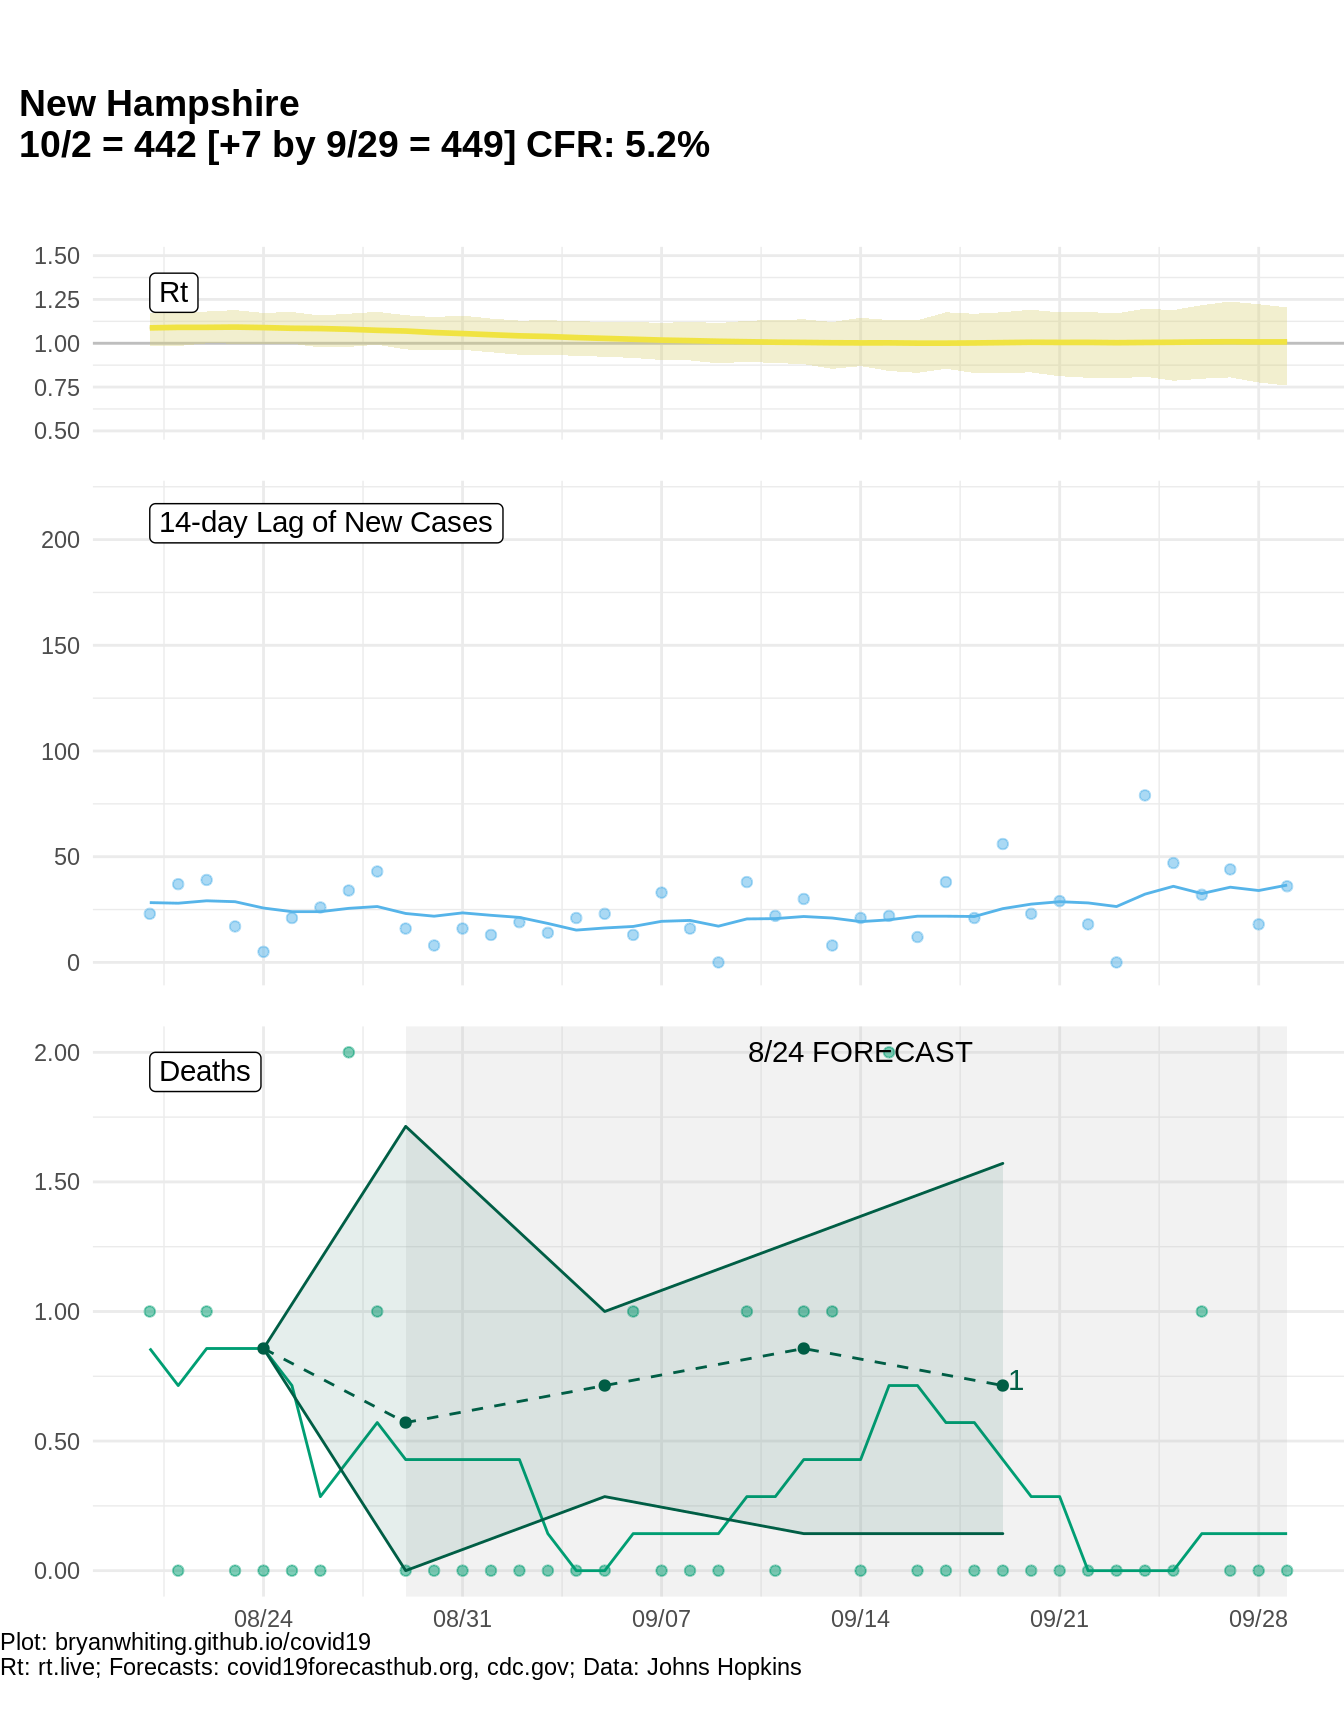 New Hampshire
10/2 = 442 [+7 by 9/29 = 449] CFR: 5.2%
1.50
Rt
1.25
1.00
0.75
0.50
14-day Lag of New Cases
200
150
100
50
0
8/24 FORECAST
2.00
Deaths
1.50
1.00
1
0.50
0.00
08/24 08/31 09/07 09/14 09/21 09/28
Plot: bryanwhiting.github.io/covid19
Rt: rt.live; Forecasts: covid19forecasthub.org, cdc.gov; Data: Johns Hopkins